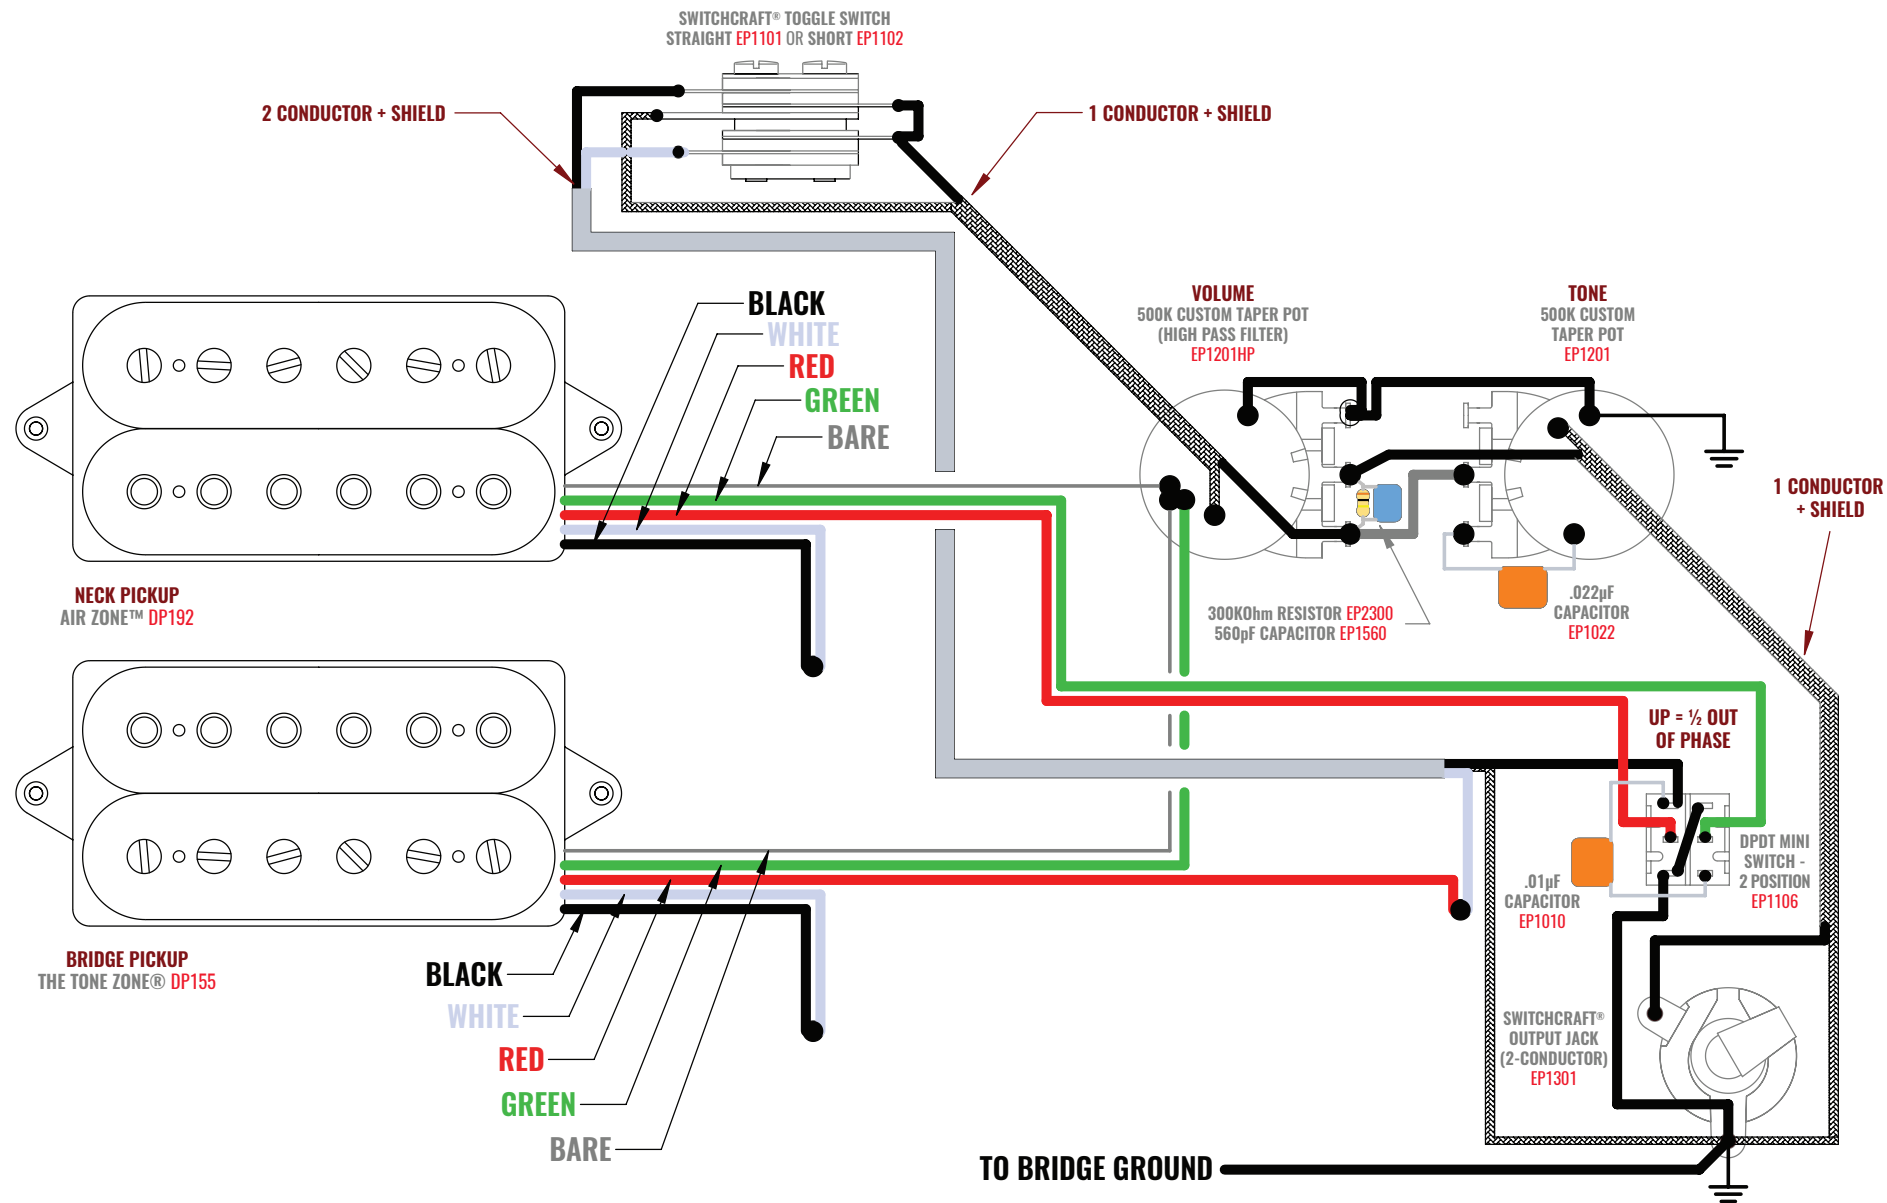 SWITCHCRAFT® TOGGLE SWITCH
STRAIGHT EP1101 OR SHORT EP1102
2 CONDUCTOR + SHIELD
1 CONDUCTOR + SHIELD
BLACK
WHITE
RED
GREEN
BARE
VOLUME
500K CUSTOM TAPER POT
(HIGH PASS FILTER)
EP1201HP
TONE
500K CUSTOM
TAPER POT
EP1201
1 CONDUCTOR
+ SHIELD
NECK PICKUP
AIR ZONE™ DP192
300KOhm RESISTOR EP2300
560pF CAPACITOR EP1560
.022µF
CAPACITOR
EP1022
UP = ½ OUT
OF PHASE
DPDT MINI
SWITCH -
2 POSITION
EP1106
.01µF
CAPACITOR
EP1010
BRIDGE PICKUP
THE TONE ZONE® DP155
BLACK
WHITE
RED
GREEN
BARE
SWITCHCRAFT®
OUTPUT JACK
(2-CONDUCTOR)
EP1301
TO BRIDGE GROUND